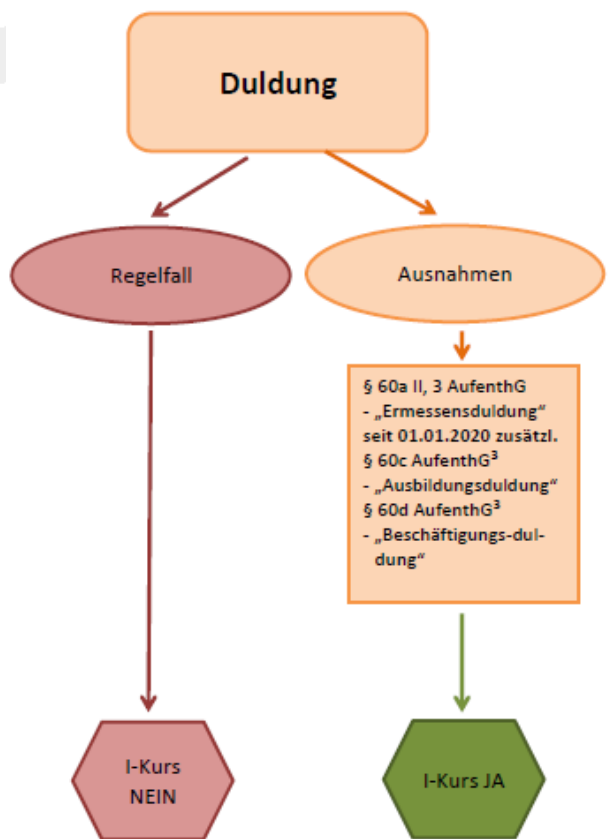 Duldung
Regelfall
Ausnahmen
§ 60a II, 3 AufenthG
- „Ermessensduldung“
seit 01.01.2020 zusätzl.
§ 60c AufenthG³
- „Ausbildungsduldung“
§ 60d AufenthG³
- „Beschäftigungs-dul-
dung“
I-Kurs
NEIN
I-Kurs JA